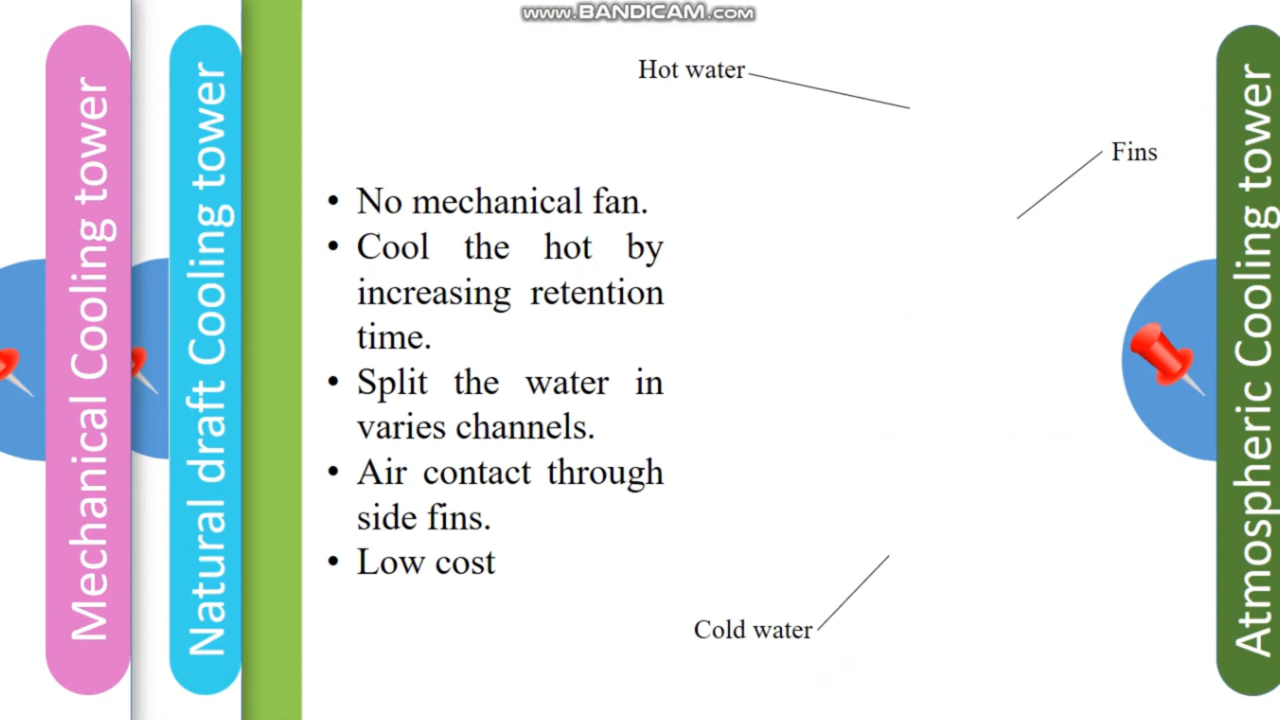 www.BANDICAM.com
Mechanical Cooling tower
Natural draft Cooling tower
Hot water
Fins
• No mechanical fan.
• Cool the hot by
increasing retention
time.
• Split the water in
varies channels.
• Air contact through
side fins.
• Low cost
Cold water
Atmospheric Cooling tower